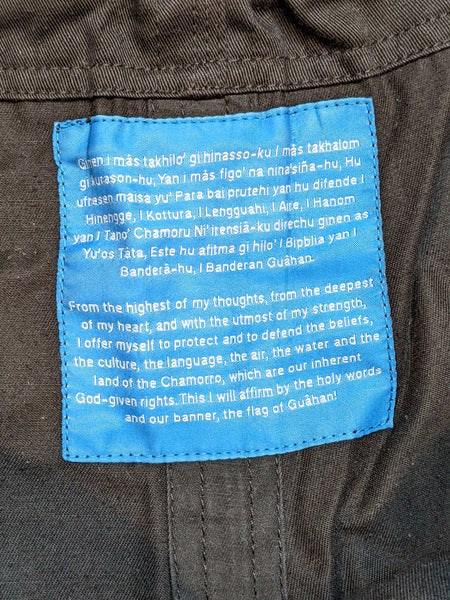 Ginen i mås takhilo' gi hinasso-ku I mås takhalom
gi kurason-hu, Yan i mås figo' na nina'siña-hu, Hu
ufresen maisa yu' Para bai prutehi yan hu difende I
Hinengge, I Kottura, I Lengguahi, I Aire, I Hanom
yan I Tano' Chamoru Ni' irensiå-ku direchu ginen as
Yu'os Tåta, Este hu afitma gi hilo' I Bipblia yan I
Banderå-hu, I Banderan Guåhan.
From the highest of my thoughts, from the deepest
of my heart, and with the utmost of my strength,
I offer myself to protect and to defend the beliefs,
the culture, the language, the air, the water and the
land of the Chamorro, which are our inherent
God-given rights. This I will affirm by the holy words
and our banner, the flag of Guåhan!